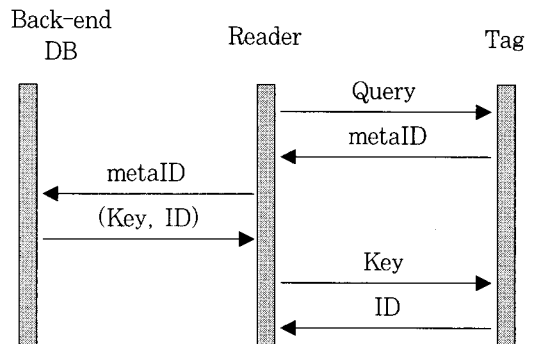 Back-end
DB
Reader
Tag
Query
metaID
metaID
(Key, ID)
Key
ID